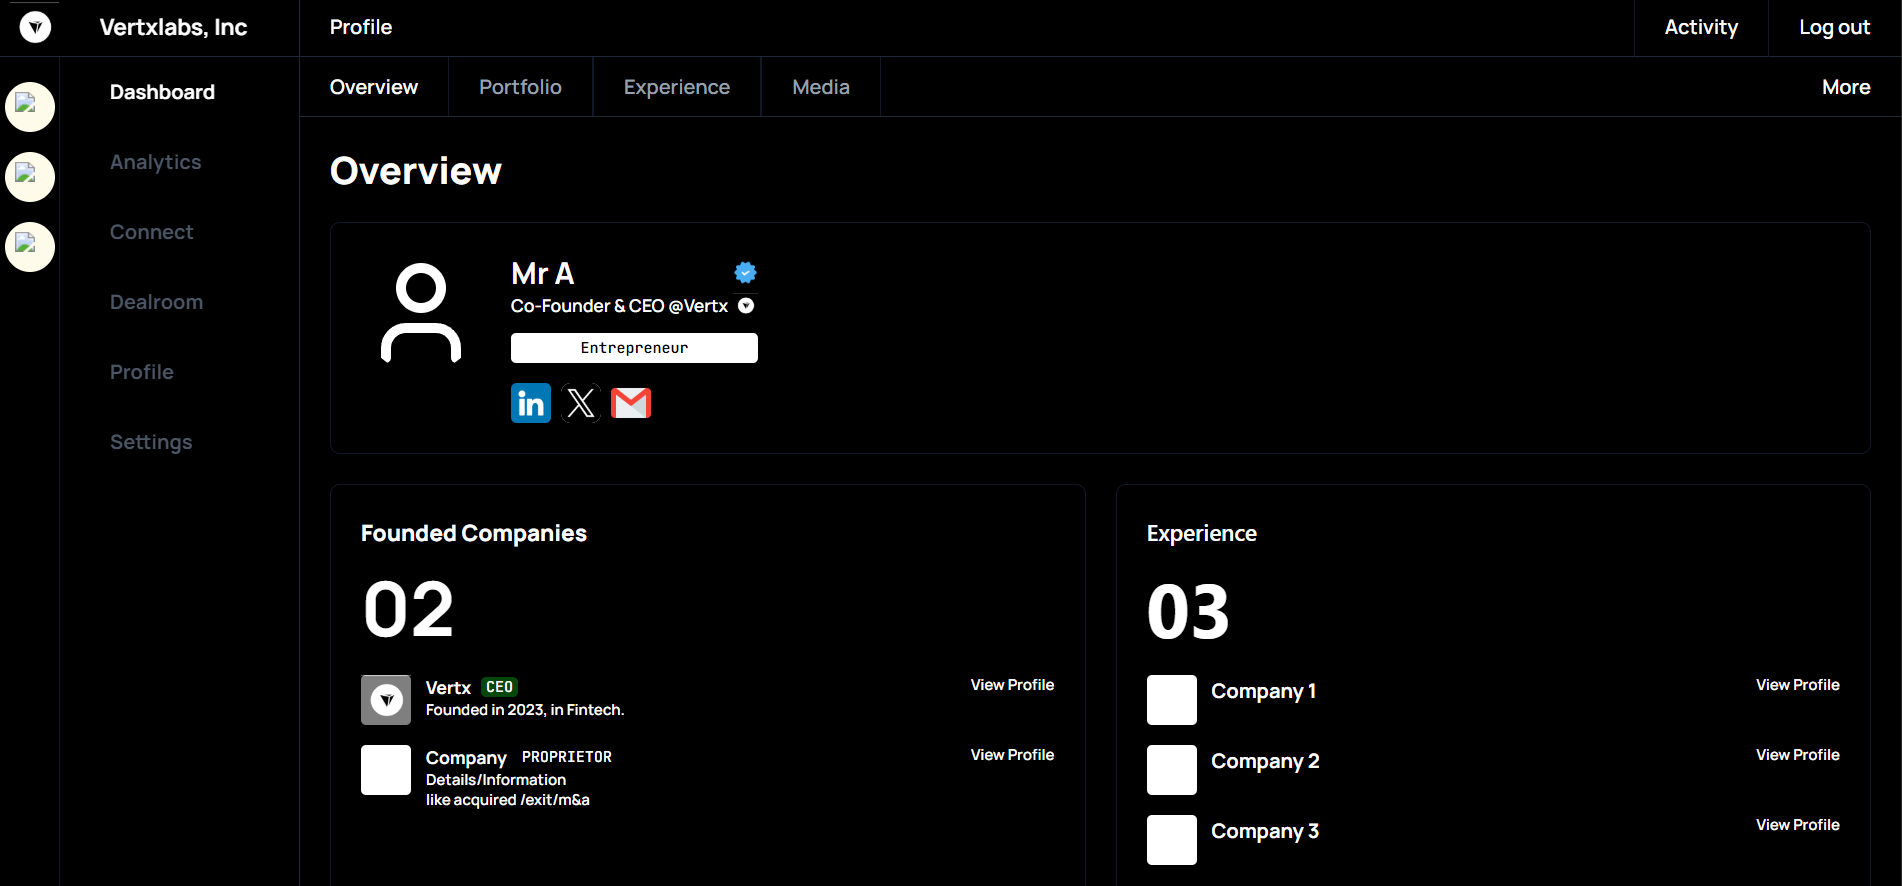 Vertxlabs, Inc
Profile
Activity
Log out
Dashboard
Analytics
Connect
Dealroom
Profile
Settings
Overview
Portfolio
Experience
Media
More
Overview
Mr A
Co-Founder & CEO @Vertx
Entrepreneur
in
Founded Companies
02
Vertx CEO
Founded in 2023, in Fintech.
View Profile
Company PROPRIETOR
Details/Information
like acquired /exit/m&a
View Profile
Experience
03
Company 1
View Profile
Company 2
View Profile
Company 3
View Profile